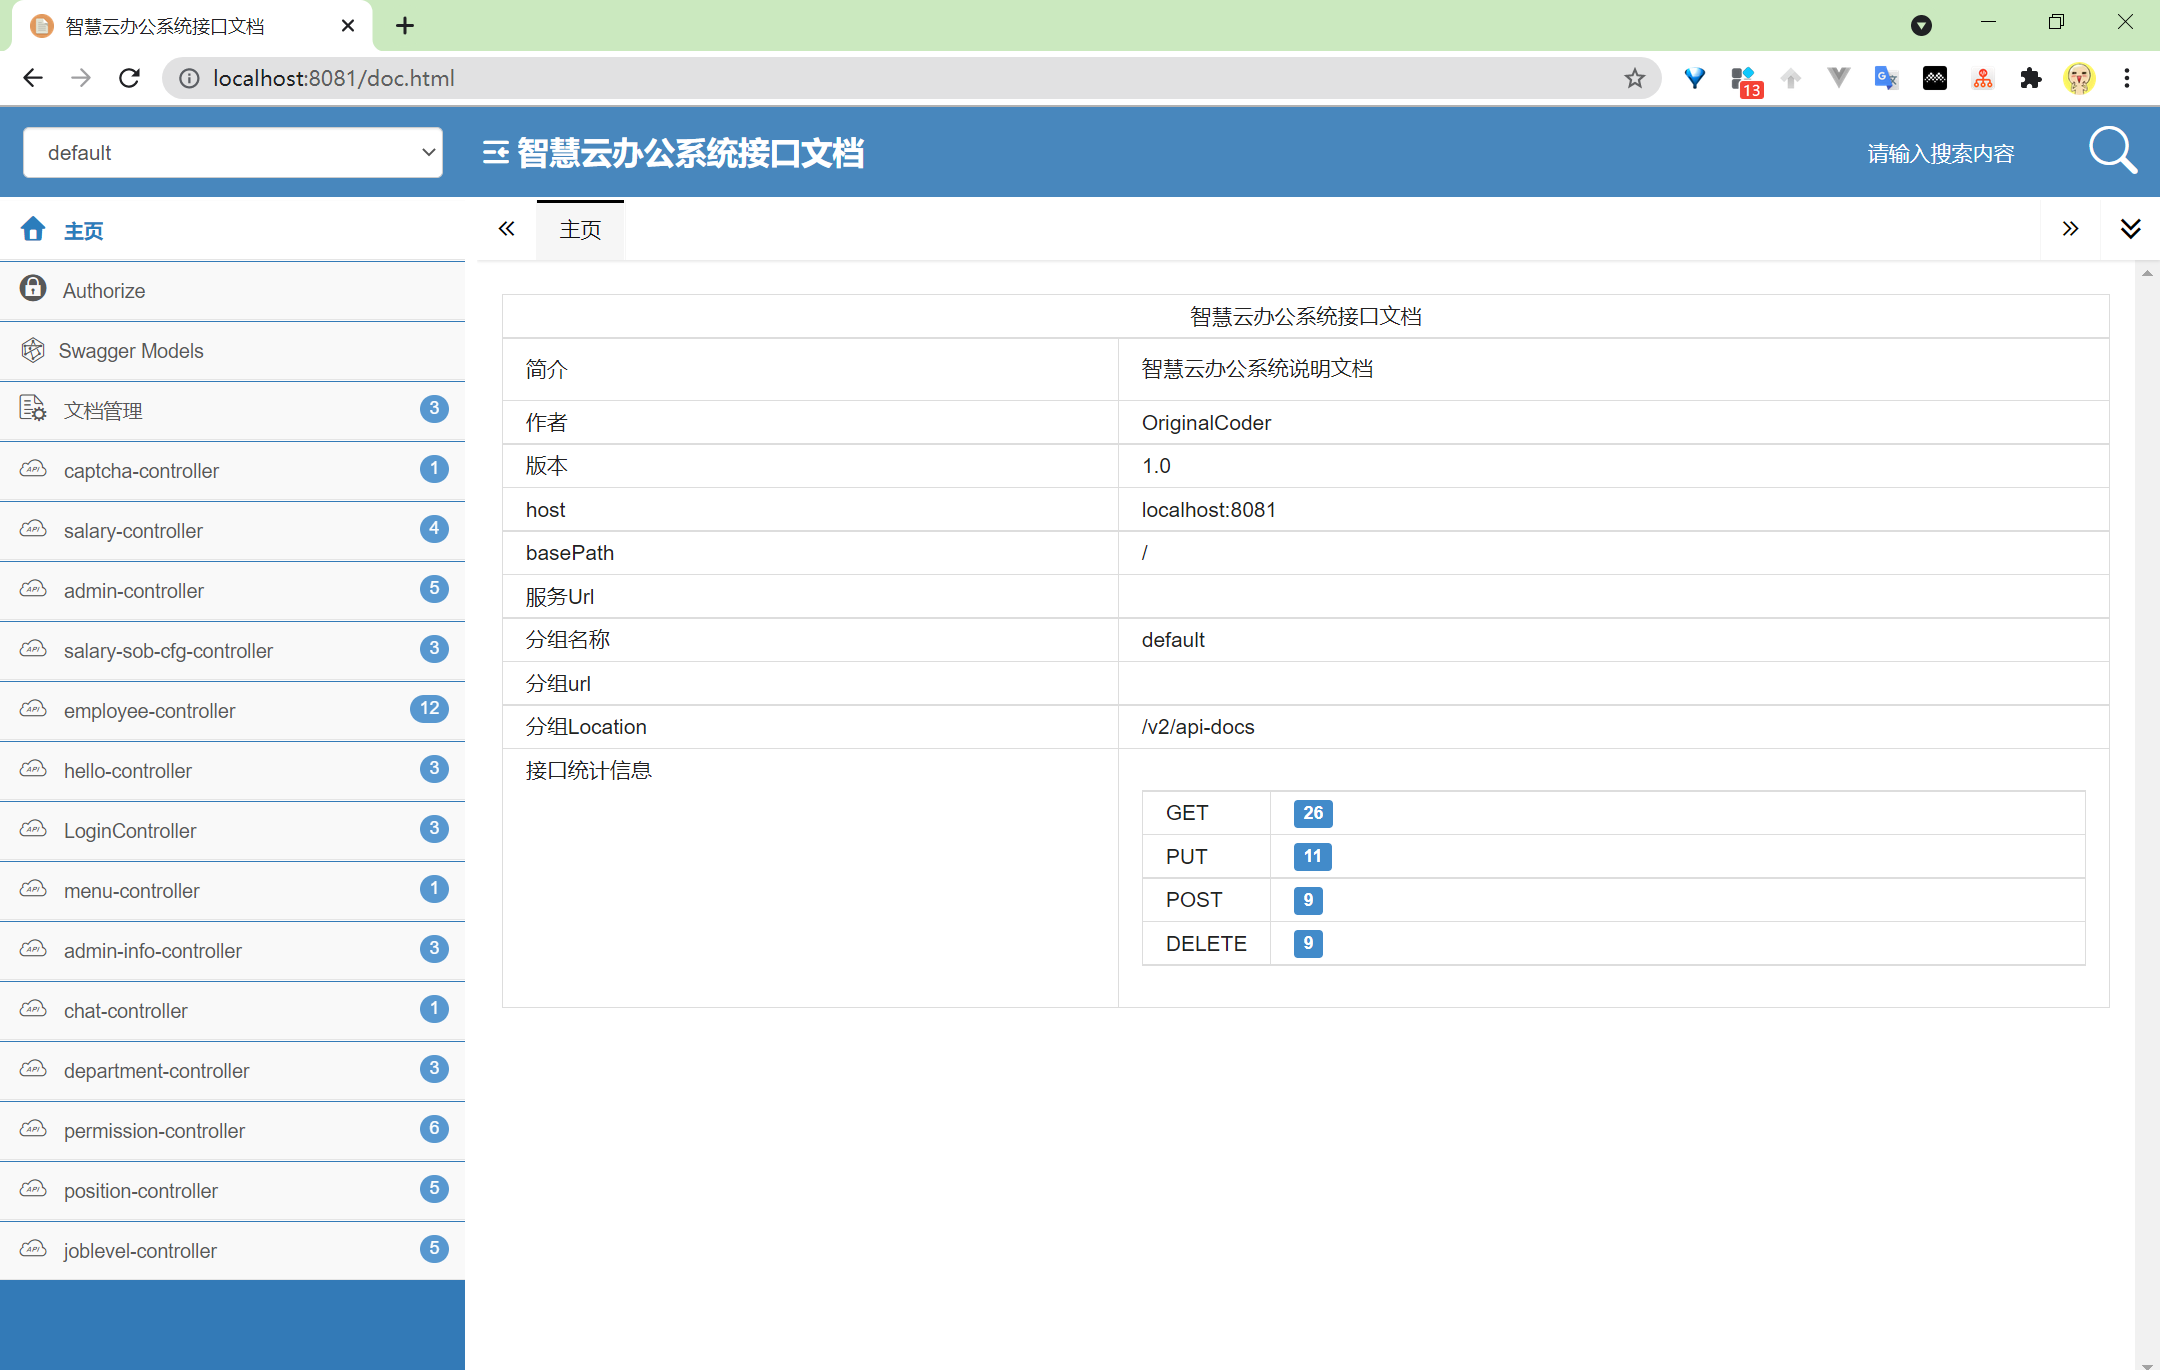 智慧云办公系统接口文档
localhost:8081/doc.html
13
default
智慧云办公系统接口文档
请输入搜索内容
主页
Authorize
Swagger Models
文档管理 3
captcha-controller 1
salary-controller 4
admin-controller 5
salary-sob-cfg-controller 3
employee-controller 12
hello-controller 3
LoginController 3
menu-controller 1
admin-info-controller 3
chat-controller 1
department-controller 3
permission-controller 6
position-controller 5
joblevel-controller 5
主页
智慧云办公系统接口文档
简介 智慧云办公系统说明文档
作者 OriginalCoder
版本 1.0
host localhost:8081
basePath /
服务Url
分组名称 default
分组url
分组Location /v2/api-docs
接口统计信息
GET 26
PUT 11
POST 9
DELETE 9